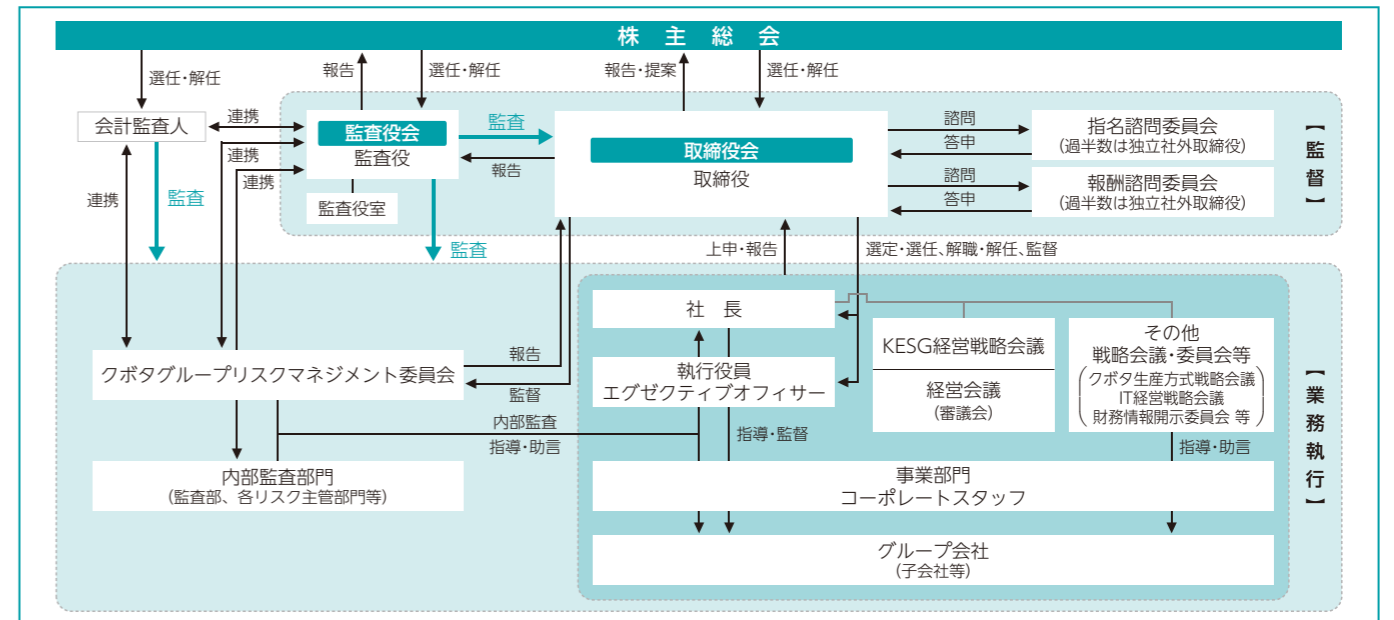 株主総会
選任・解任
報告
選任・解任
報告・提案
選任・解任
会計監査人
連携
連携
連携
監査役会
監査役
監査役室
監査
報告
取締役会
取締役
諮問
答申
指名諮問委員会
(過半数は独立社外取締役)
諮問
答申
報酬諮問委員会
(過半数は独立社外取締役)
【監督】
連携
監査
監査
上申・報告
選定・選任、解職・解任、監督
社　長
執行役員
エグゼクティブオフィサー
KESG経営戦略会議
経営会議
(審議会)
その他
戦略会議・委員会等
(クボタ生産方式戦略会議
IT経営戦略会議
財務情報開示委員会 等)
【業務執行】
クボタグループリスクマネジメント委員会
報告
監督
内部監査
指導・助言
指導・監督
指導・助言
内部監査部門
(監査部、各リスク主管部門等)
事業部門
コーポレートスタッフ
グループ会社
(子会社等)